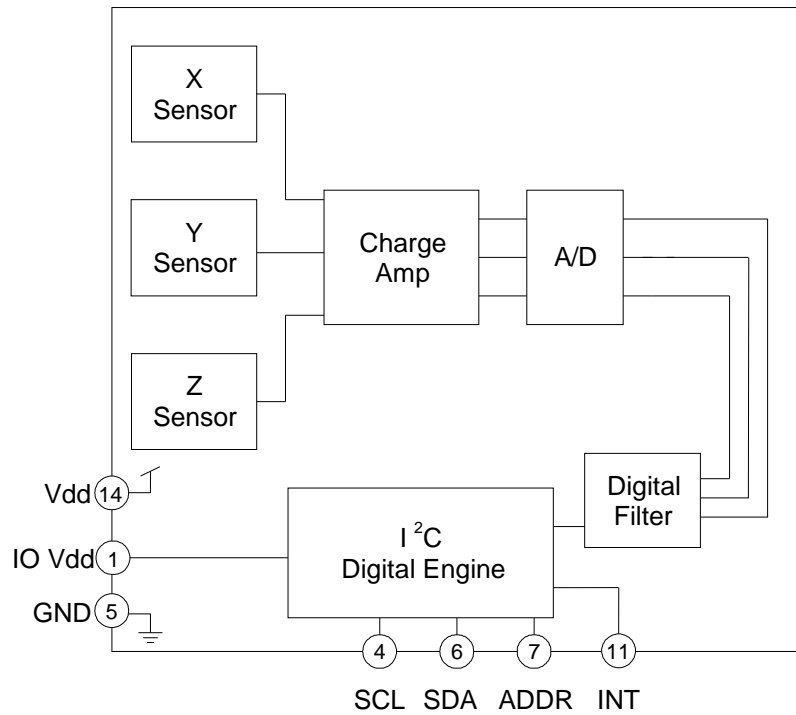 X
Sensor
Y
Sensor
Charge
Amp
A/D
Z
Sensor
Vdd 14
Digital
Filter
I ²C
Digital Engine
IO Vdd 1
GND 5
4 6 7 11
SCL SDA ADDR INT